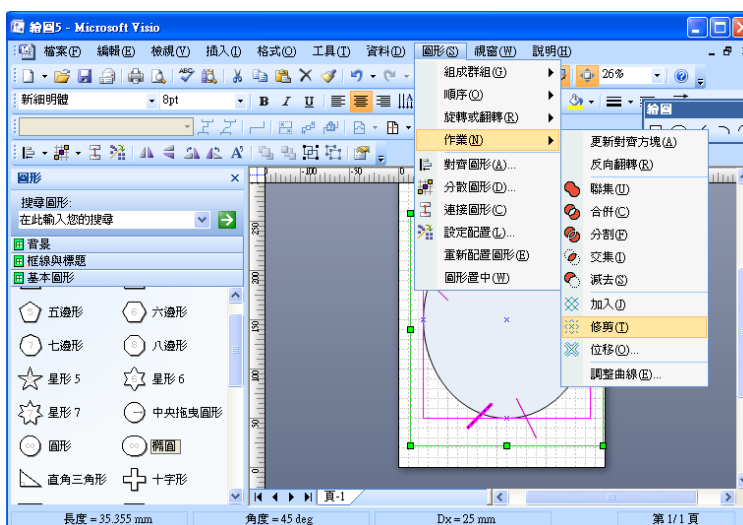 繪圖5 - Microsoft Visio
檔案(F) 編輯(E) 檢視(V) 插入(I) 格式(O) 工具(T) 資料(D) 圖形(S) 視窗(W) 說明(H)
26%
新細明體 8pt B I U
繪圖
組成群組(G)
順序(O)
旋轉或翻轉(R)
作業(N)
對齊圖形(A)...
分散圖形(D)...
連接圖形(C)
設定配置(L)...
重新配置圖形(E)
圖形置中(W)
更新對齊方塊(A)
反向翻轉(R)
聯集(U)
合併(C)
分割(F)
交集(I)
減去(S)
加入(J)
修剪(T)
位移(O)...
調整曲線(E)...
圖形
搜尋圖形:
在此輸入您的搜尋
背景
框線與標題
基本圖形
五邊形 六邊形
七邊形 八邊形
星形 5 星形 6
星形 7 中央拖曳圓形
圓形 橢圓
直角三角形 十字形
-100 -50 0
250
200
150
100
50
0
頁-1
長度 = 35.355 mm 角度 = 45 deg Dx = 25 mm 第 1/1 頁